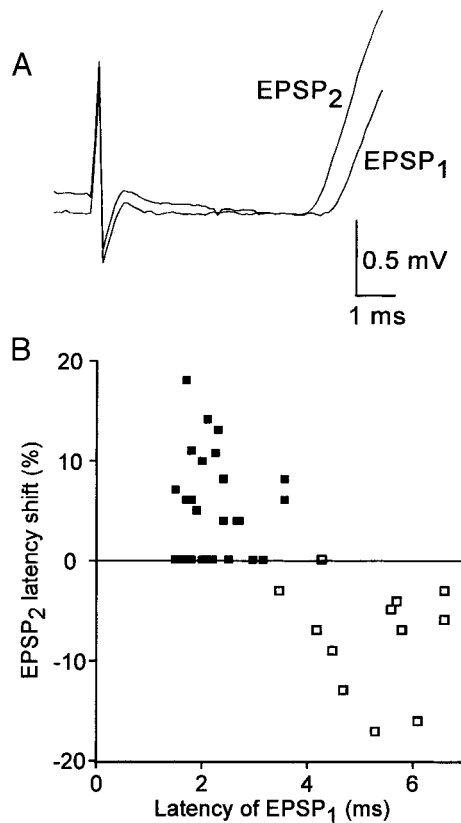 A
EPSP2
EPSP1
0.5 mV
1 ms
B
20
10
0
-10
-20
EPSP2 latency shift (%)
0 2 4 6
Latency of EPSP1 (ms)